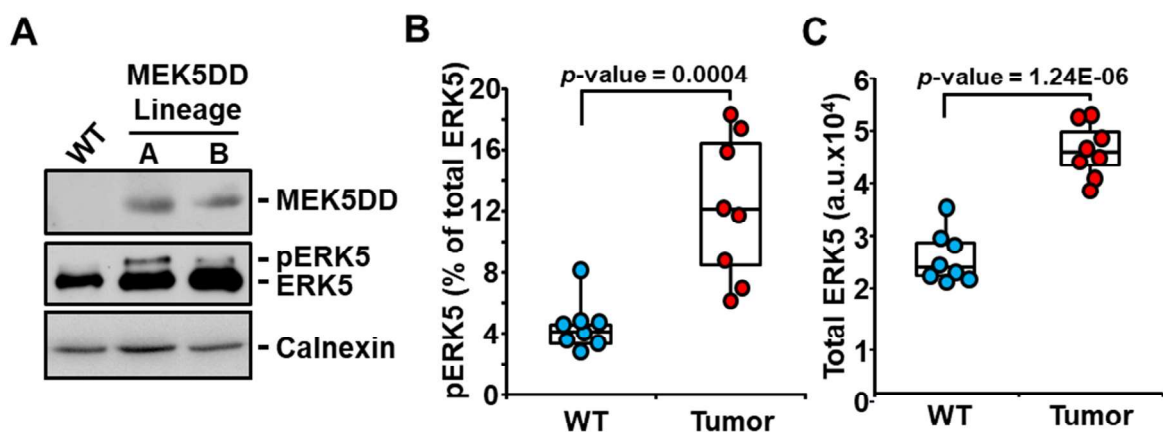 A
MEK5DD
Lineage
WT
A
B
MEK5DD
pERK5
ERK5
Calnexin
B
p-value = 0.0004
pERK5 (% of total ERK5)
20
16
12
8
4
0
WT
Tumor
C
p-value = 1.24E-06
Total ERK5 (a.u.x10⁴)
6
5
4
3
2
1
0
WT
Tumor